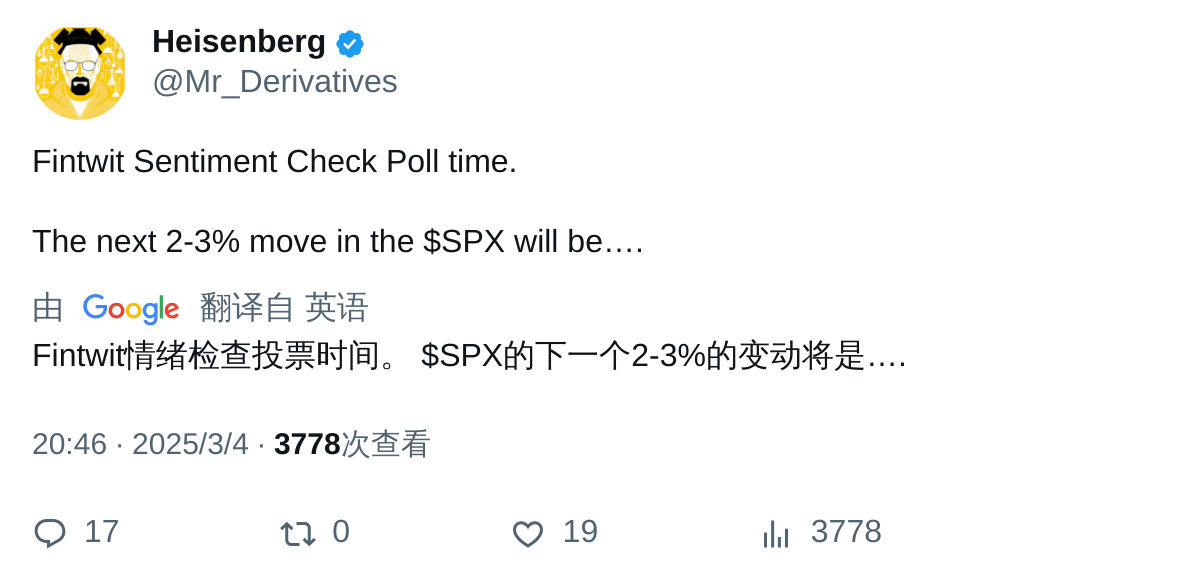 Heisenberg
@Mr_Derivatives
Fintwit Sentiment Check Poll time.
The next 2-3% move in the $SPX will be….
由 Google 翻译自 英语
Fintwit情绪检查投票时间。 $SPX的下一个2-3%的变动将是….
20:46 · 2025/3/4 · 3778次查看
17 0 19 3778